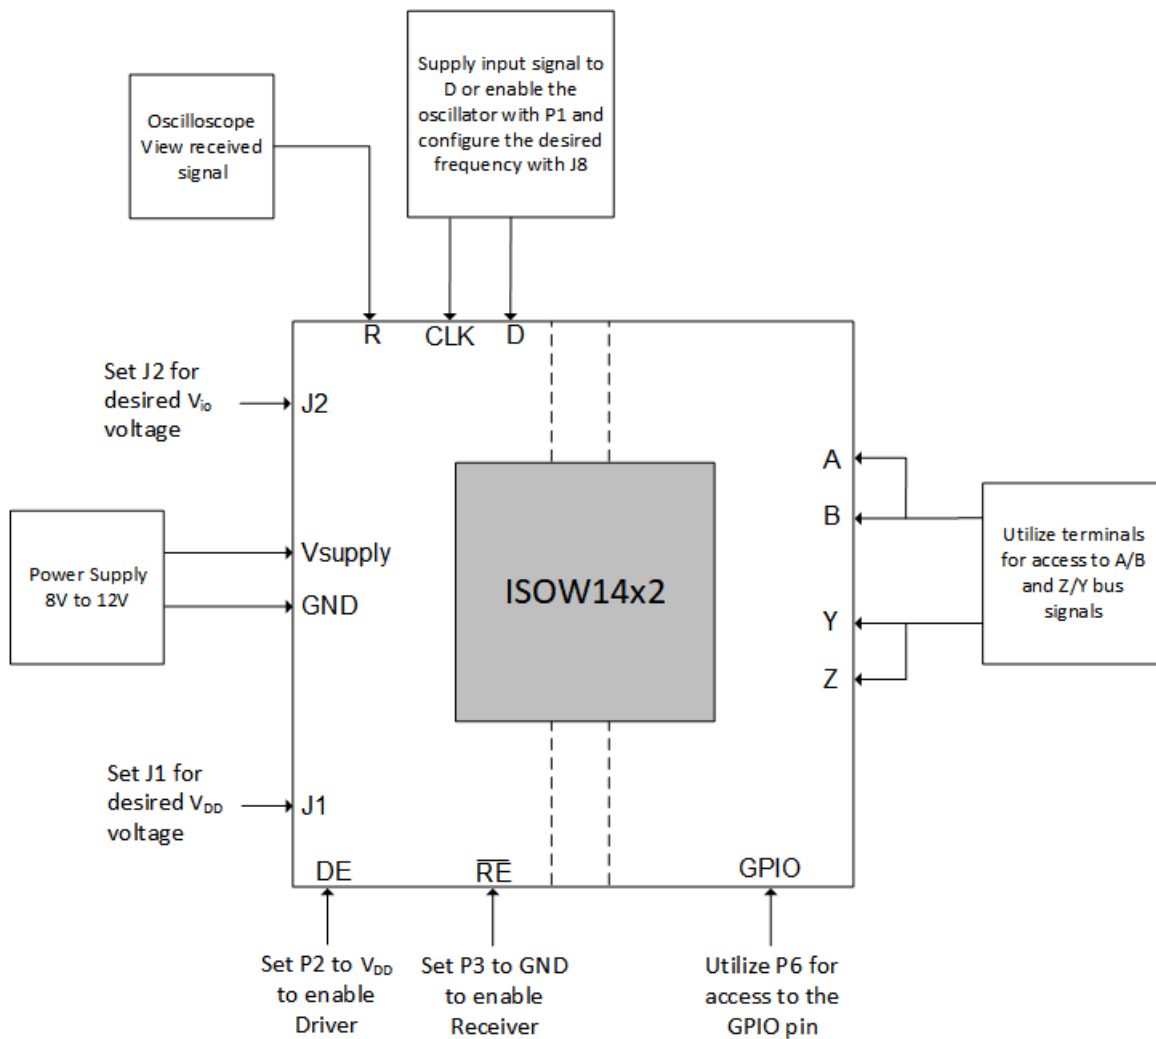 Supply input signal to
D or enable the
oscillator with P1 and
configure the desired
frequency with J8
Oscilloscope
View received
signal
R
CLK
D
Set J2 for
desired Vio
voltage
J2
A
B
Power Supply
8V to 12V
Vsupply
GND
ISOW14x2
Utilize terminals
for access to A/B
and Z/Y bus
signals
Y
Z
Set J1 for
desired VDD
voltage
J1
DE
R̅E̅
GPIO
Set P2 to VDD
to enable
Driver
Set P3 to GND
to enable
Receiver
Utilize P6 for
access to the
GPIO pin